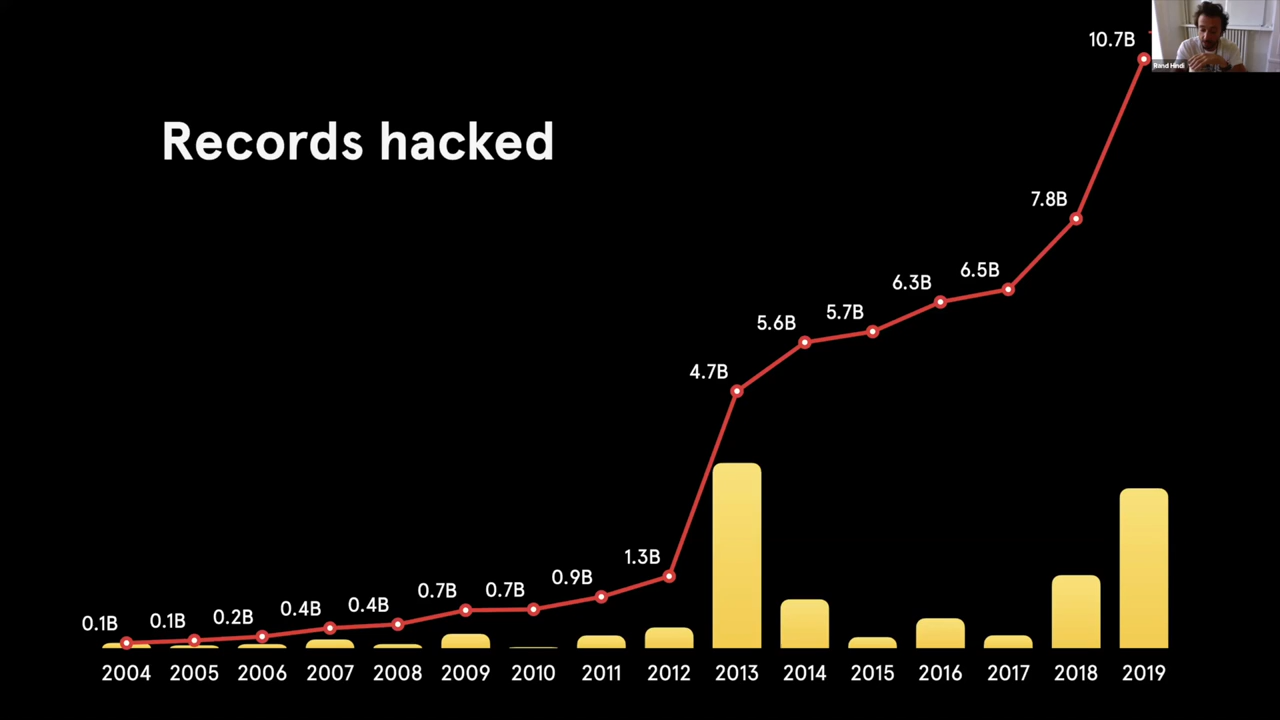 Records hacked
10.7B
Rand Hindi
7.8B
6.5B
6.3B
5.7B
5.6B
4.7B
1.3B
0.9B
0.7B
0.7B
0.4B
0.4B
0.2B
0.1B
0.1B
2004 2005 2006 2007 2008 2009 2010 2011 2012 2013 2014 2015 2016 2017 2018 2019